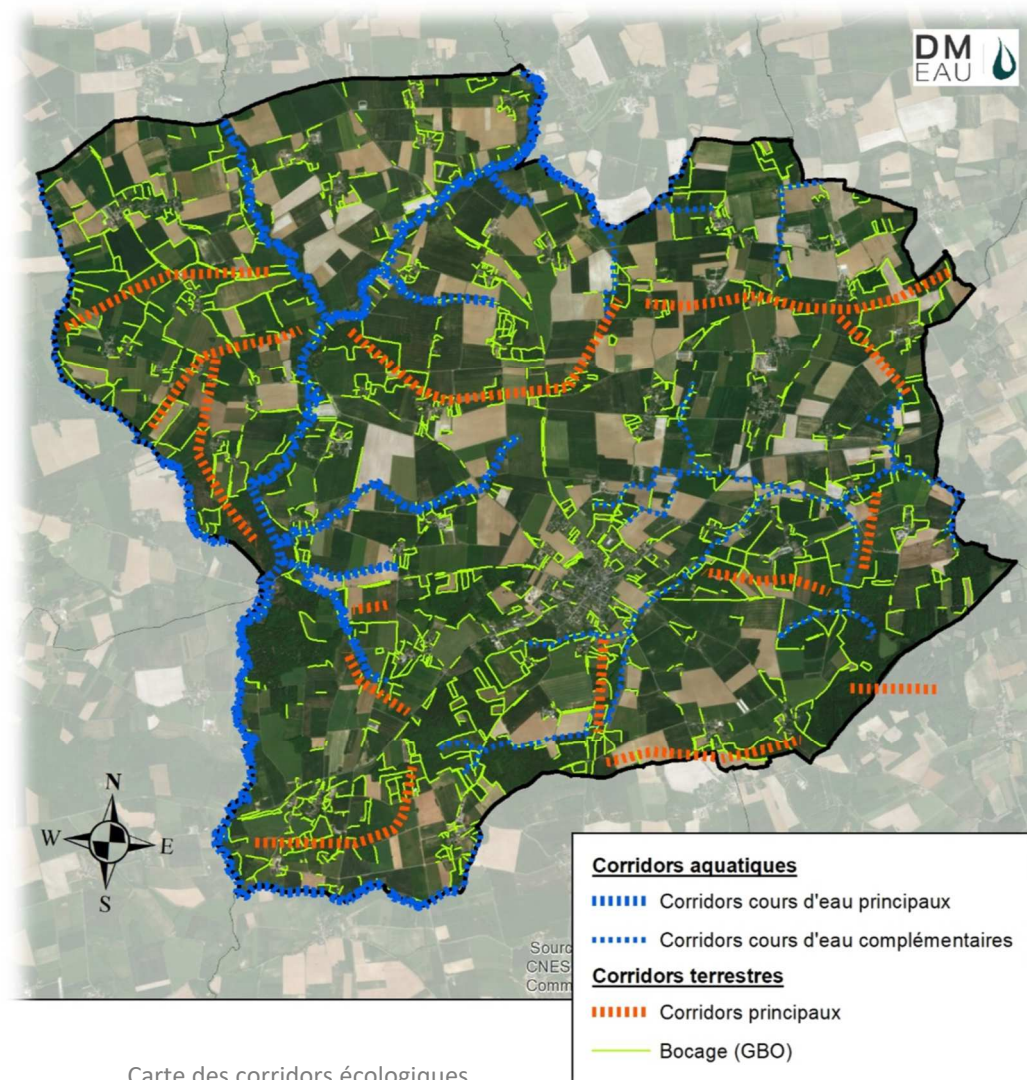 DM
EAU
N
W
E
S
Corridors aquatiques
Corridors cours d'eau principaux
Corridors cours d'eau complémentaires
Corridors terrestres
Corridors principaux
Bocage (GBO)
CNES
Carte des corridors écologiques